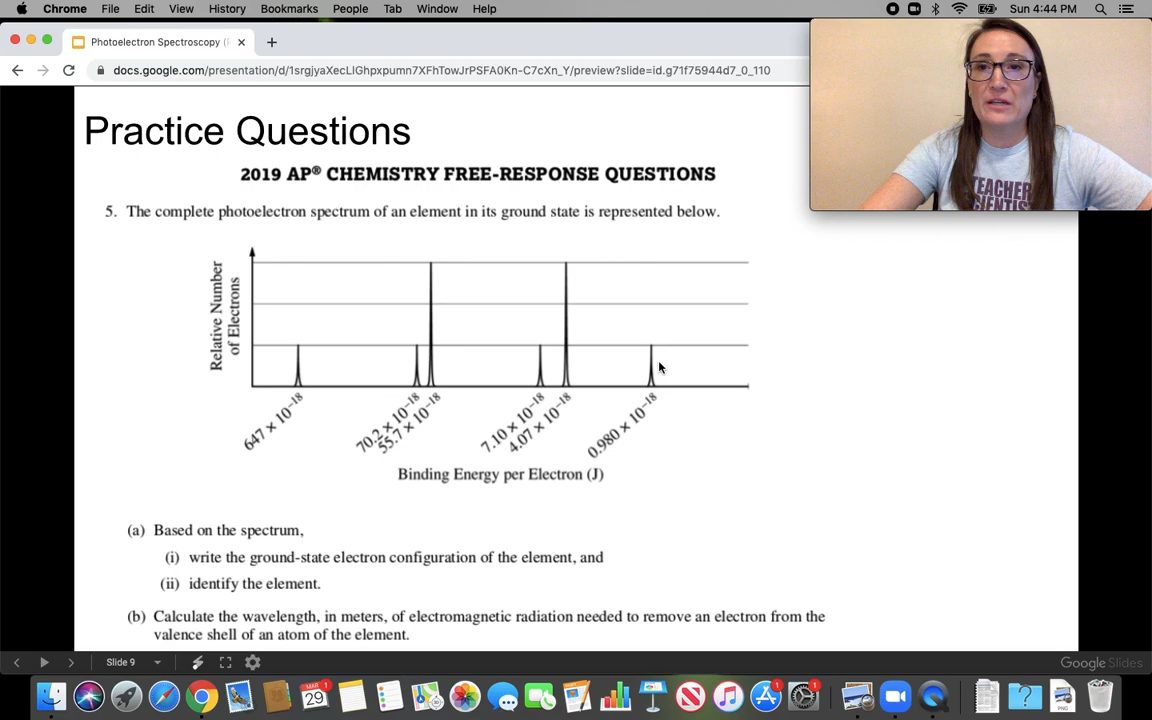 Chrome File Edit View History Bookmarks People Tab Window Help Sun 4:44 PM
Photoelectron Spectroscopy
docs.google.com/presentation/d/1srgjyaXecLlGhpxpumn7XFhTowJrPSFA0Kn-C7cXn_Y/preview?slide=id.g71f75944d7_0_110
Practice Questions
2019 AP® CHEMISTRY FREE-RESPONSE QUESTIONS
5. The complete photoelectron spectrum of an element in its ground state is represented below.
Relative Number
of Electrons
647 × 10⁻¹⁸
70.2 × 10⁻¹⁸
55.7 × 10⁻¹⁸
7.10 × 10⁻¹⁸
4.07 × 10⁻¹⁸
0.980 × 10⁻¹⁸
Binding Energy per Electron (J)
(a) Based on the spectrum,
(i) write the ground-state electron configuration of the element, and
(ii) identify the element.
(b) Calculate the wavelength, in meters, of electromagnetic radiation needed to remove an electron from the
valence shell of an atom of the element.
TEACHER
Slide 9
Google Slides
MAR
29
1
1
PNG